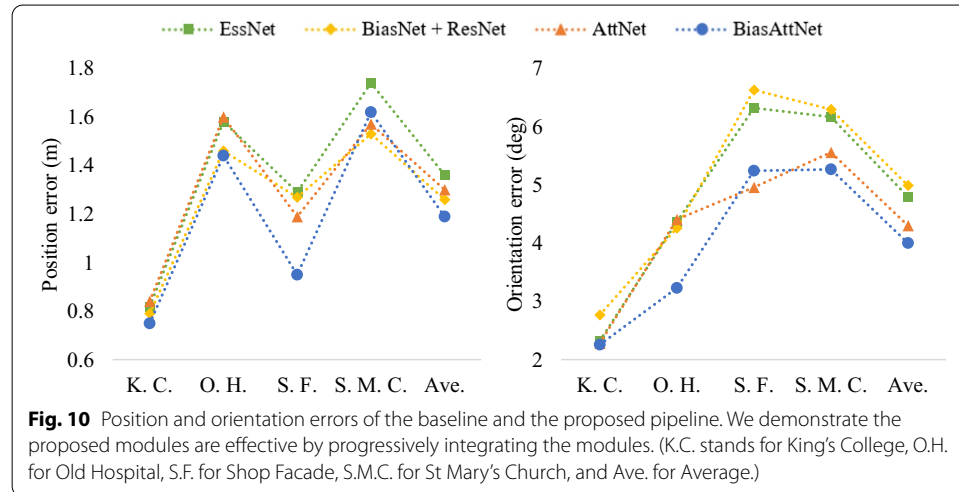 EssNet BiasNet + ResNet AttNet BiasAttNet
Position error (m)
1.8
1.6
1.4
1.2
1
0.8
0.6
K. C. O. H. S. F. S. M. C. Ave.
Orientation error (deg)
7
6
5
4
3
2
K. C. O. H. S. F. S. M. C. Ave.
Fig. 10 Position and orientation errors of the baseline and the proposed pipeline. We demonstrate the
proposed modules are effective by progressively integrating the modules. (K.C. stands for King's College, O.H.
for Old Hospital, S.F. for Shop Facade, S.M.C. for St Mary's Church, and Ave. for Average.)